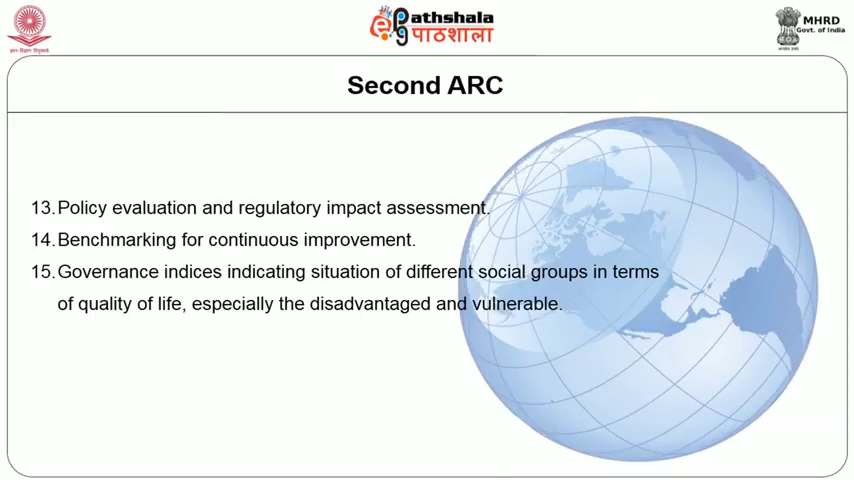 ePathshala
पाठशाला
MHRD
Govt. of India
ज्ञान-विज्ञान विमुक्तये
Second ARC
13. Policy evaluation and regulatory impact assessment.
14. Benchmarking for continuous improvement.
15. Governance indices indicating situation of different social groups in terms
of quality of life, especially the disadvantaged and vulnerable.